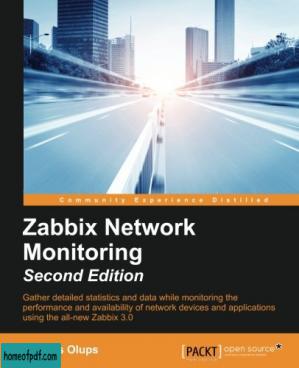 Community Experience Distilled
Zabbix Network
Monitoring
Second Edition
Gather detailed statistics and data while monitoring the
performance and availability of network devices and applications
using the all-new Zabbix 3.0
Olups
homeofpdf.com
PACKT
open source*
PUBLISHING